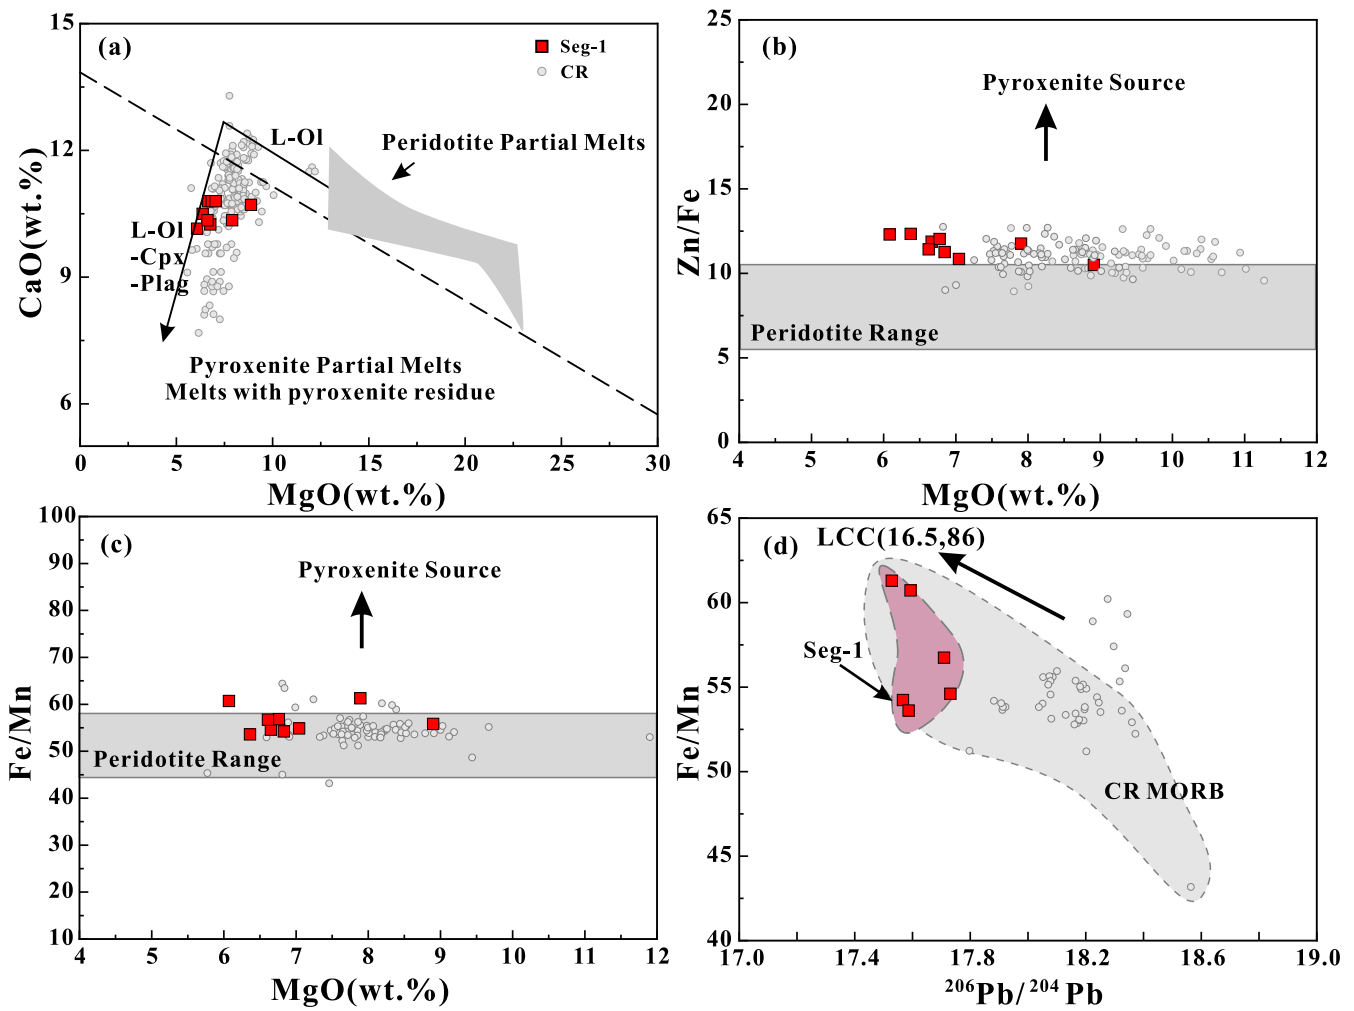 (a)
Seg-1
CR
L-Ol
Peridotite Partial Melts
L-Ol
-Cpx
-Plag
Pyroxenite Partial Melts
Melts with pyroxenite residue
15
12
9
6
0
5
10
15
20
25
30
CaO(wt.%)
MgO(wt.%)
(b)
Pyroxenite Source
Peridotite Range
25
20
15
10
5
0
4
5
6
7
8
9
10
11
12
Zn/Fe
MgO(wt.%)
(c)
Pyroxenite Source
Peridotite Range
100
90
80
70
60
50
40
30
20
10
4
6
7
8
9
10
12
Fe/Mn
MgO(wt.%)
(d)
LCC(16.5,86)
Seg-1
CR MORB
65
60
55
50
45
40
17.0
17.4
17.8
18.2
18.6
19.0
Fe/Mn
206Pb/204Pb